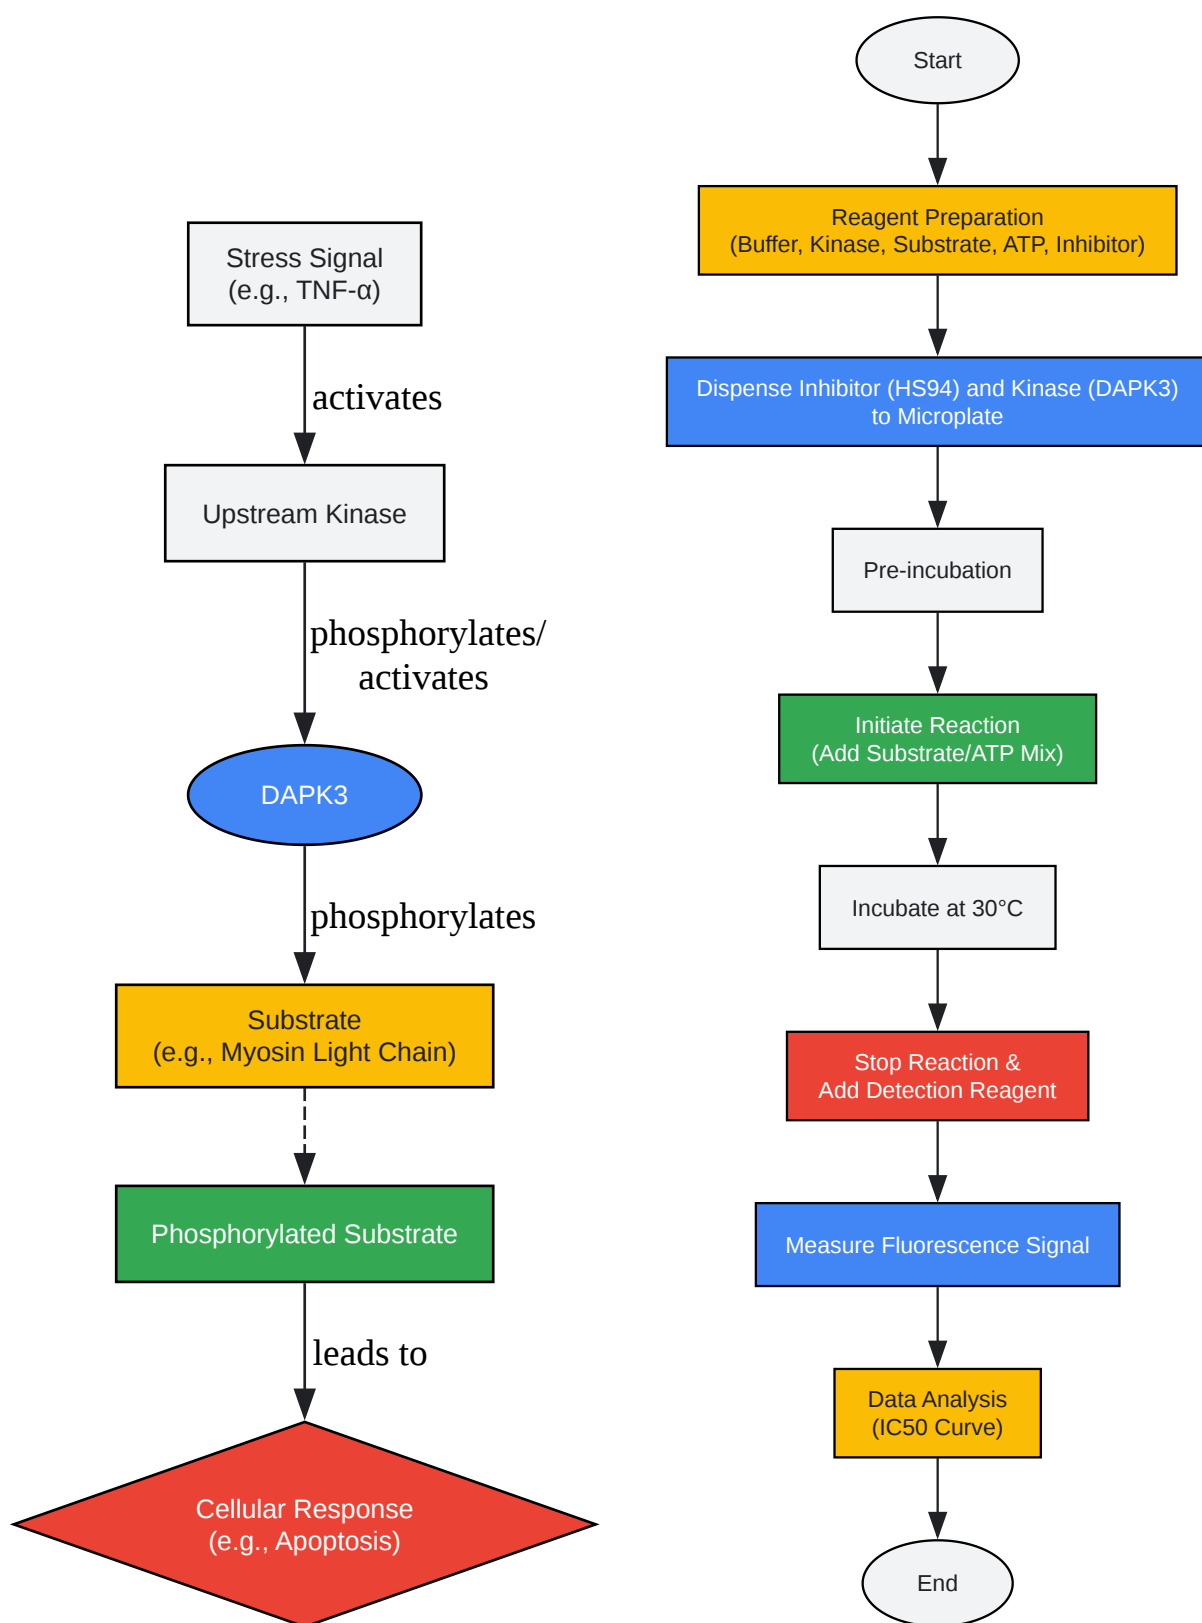 Stress Signal
(e.g., TNF-α)
activates
Upstream Kinase
phosphorylates/
activates
DAPK3
phosphorylates
Substrate
(e.g., Myosin Light Chain)
Phosphorylated Substrate
leads to
Cellular Response
(e.g., Apoptosis)
Start
Reagent Preparation
(Buffer, Kinase, Substrate, ATP, Inhibitor)
Dispense Inhibitor (HS94) and Kinase (DAPK3)
to Microplate
Pre-incubation
Initiate Reaction
(Add Substrate/ATP Mix)
Incubate at 30°C
Stop Reaction &
Add Detection Reagent
Measure Fluorescence Signal
Data Analysis
(IC50 Curve)
End